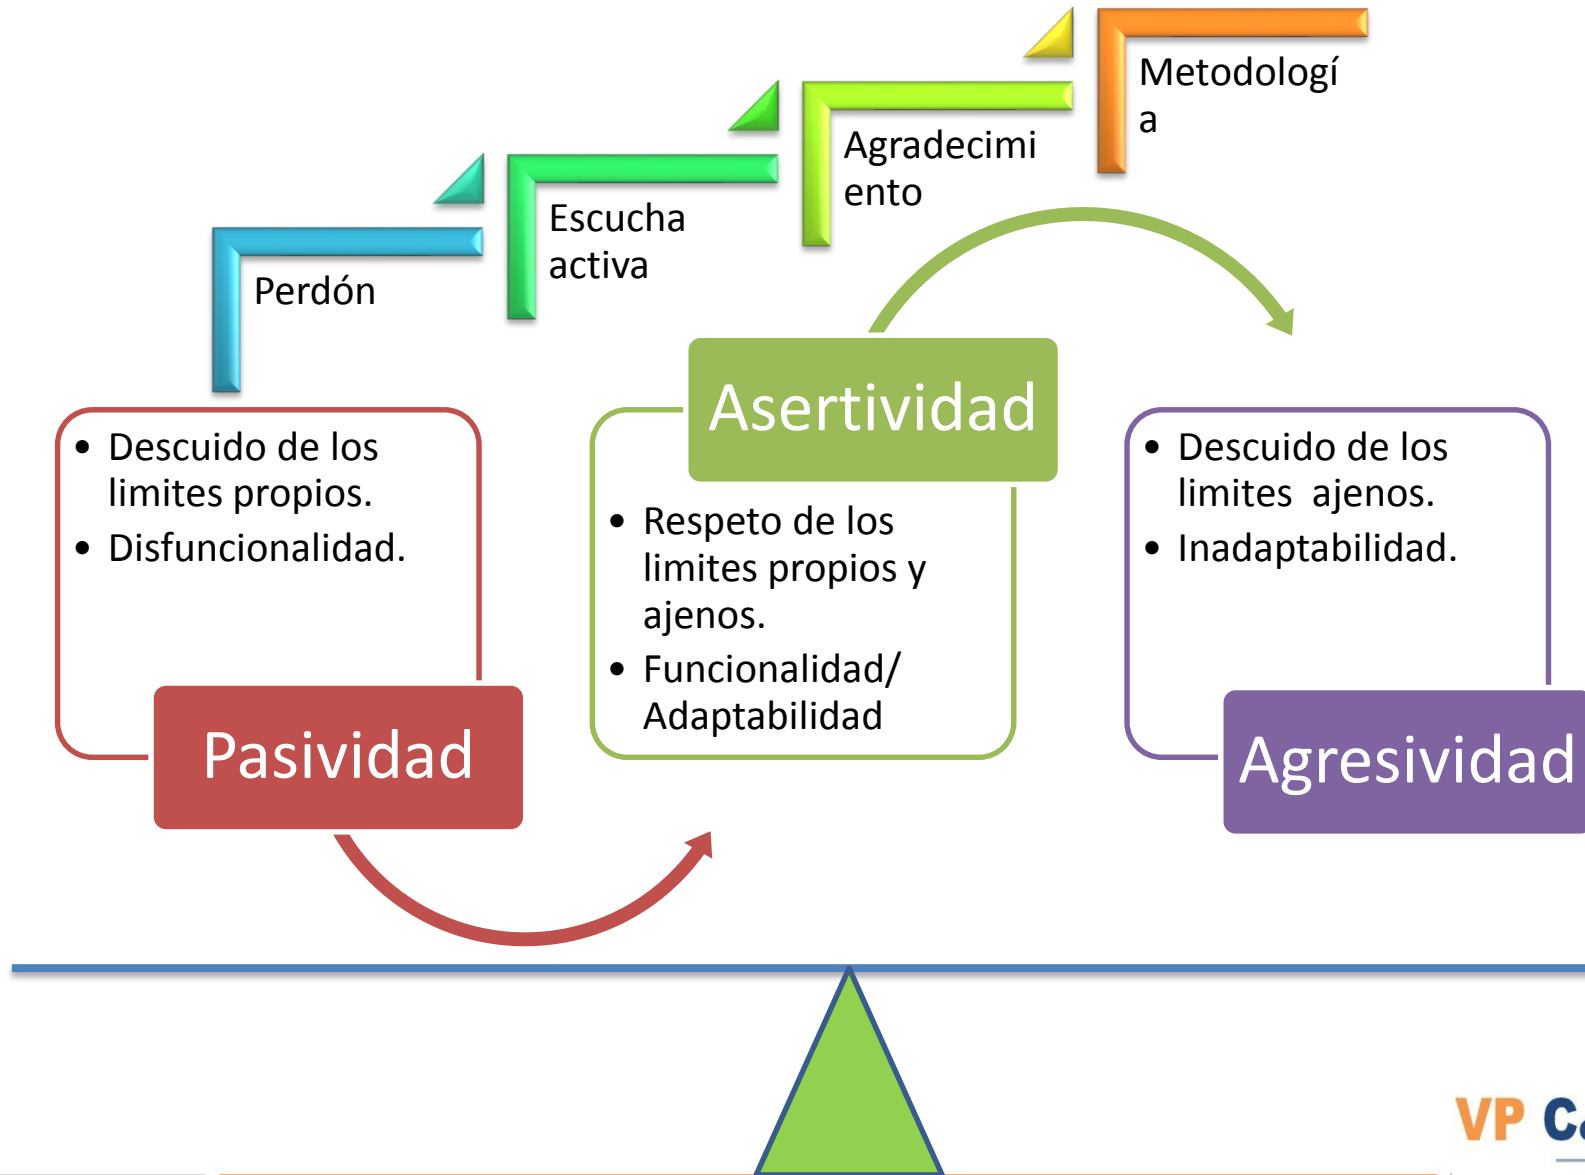 Metodologí
a
Agradecimi
ento
Escucha
activa
Perdón
• Descuido de los
limites propios.
• Disfuncionalidad.
Pasividad
Asertividad
• Respeto de los
limites propios y
ajenos.
• Funcionalidad/
Adaptabilidad
• Descuido de los
limites  ajenos.
• Inadaptabilidad.
Agresividad
VP